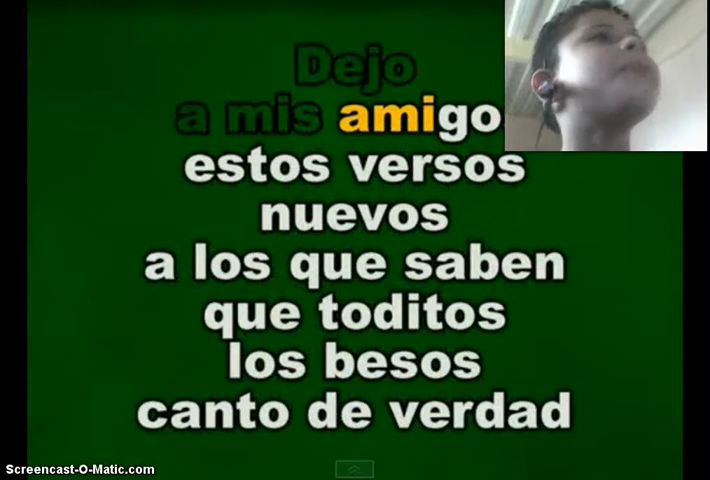 Dejo
a mis amigo
estos versos
nuevos
a los que saben
que toditos
los besos
canto de verdad
Screencast-O-Matic.com